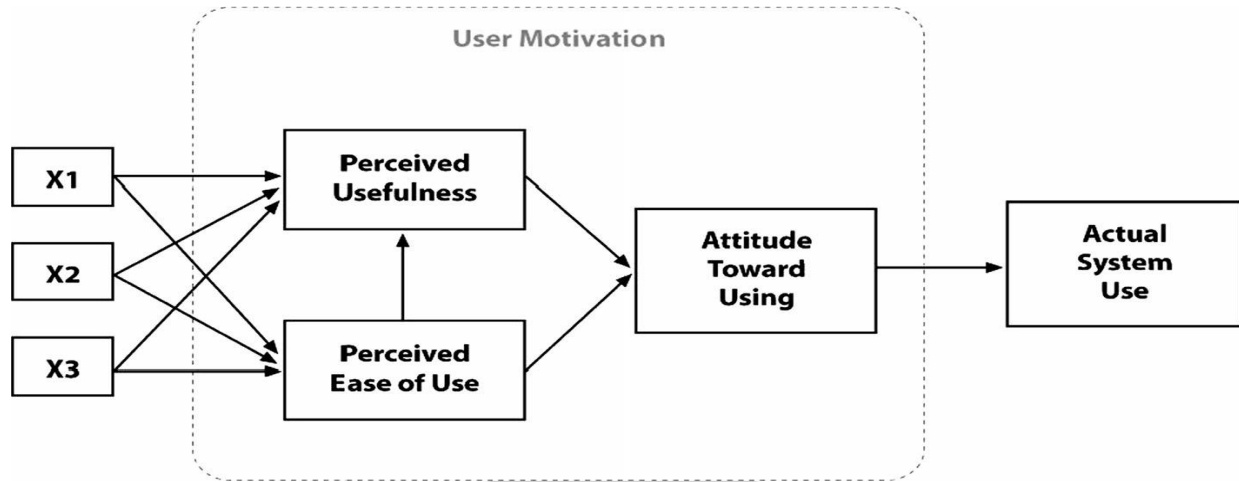 User Motivation
X1
X2
X3
Perceived
Usefulness
Perceived
Ease of Use
Attitude
Toward
Using
Actual
System
Use